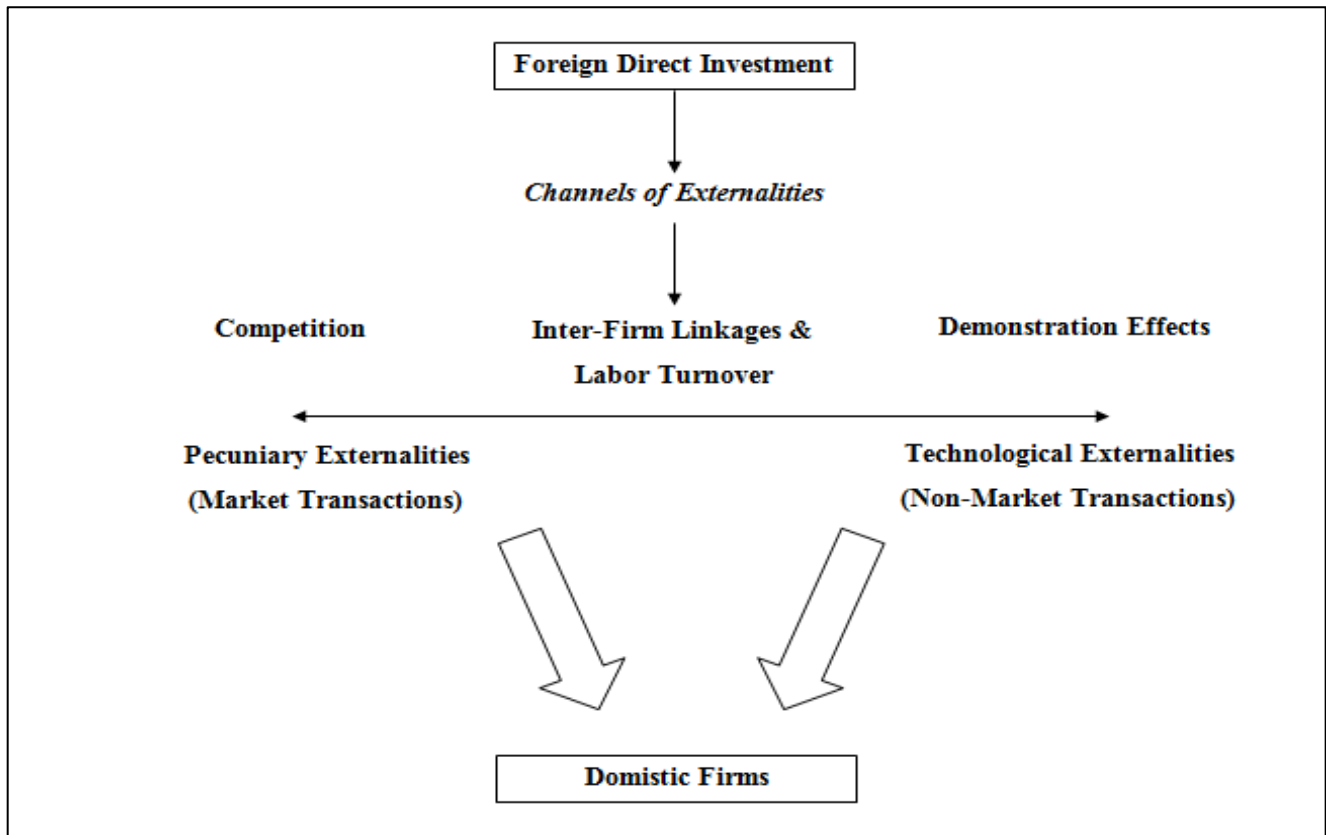 Foreign Direct Investment
Channels of Externalities
Competition
Inter-Firm Linkages &
Labor Turnover
Demonstration Effects
Pecuniary Externalities
(Market Transactions)
Technological Externalities
(Non-Market Transactions)
Domistic Firms